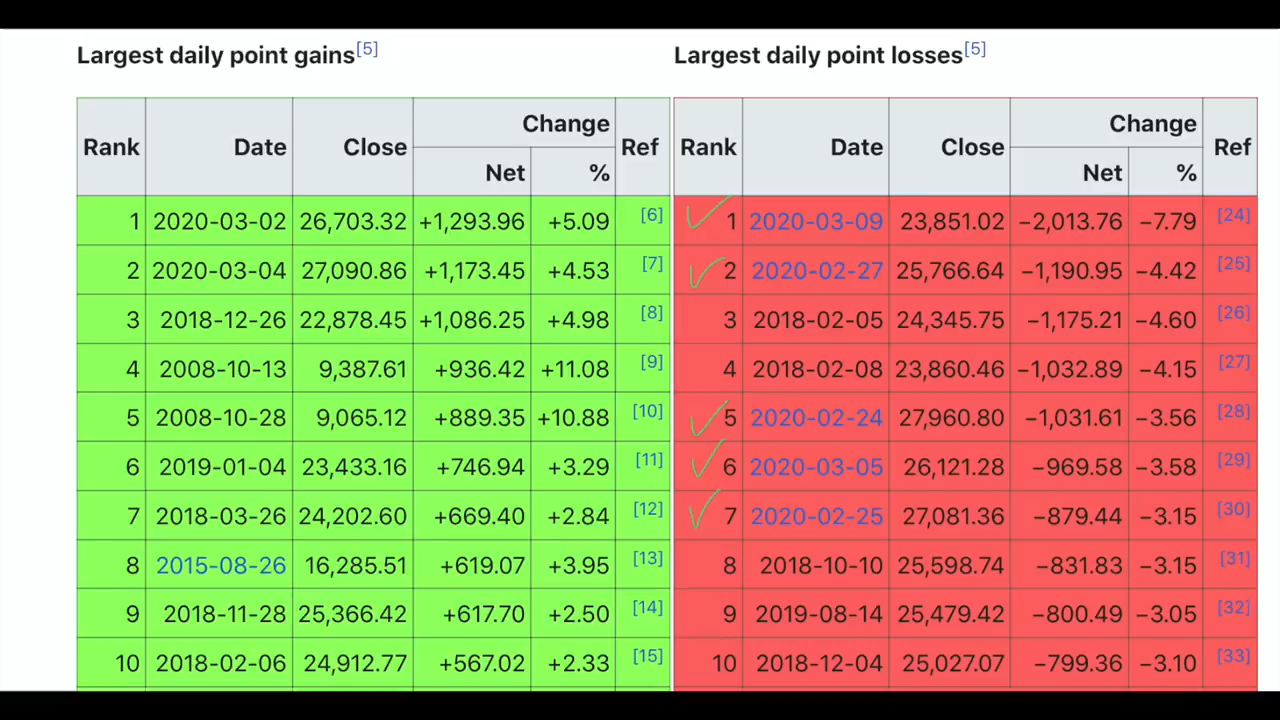 Largest daily point gains[5]
Rank Date Close Change Net % Ref
1 2020-03-02 26,703.32 +1,293.96 +5.09 [6]
2 2020-03-04 27,090.86 +1,173.45 +4.53 [7]
3 2018-12-26 22,878.45 +1,086.25 +4.98 [8]
4 2008-10-13 9,387.61 +936.42 +11.08 [9]
5 2008-10-28 9,065.12 +889.35 +10.88 [10]
6 2019-01-04 23,433.16 +746.94 +3.29 [11]
7 2018-03-26 24,202.60 +669.40 +2.84 [12]
8 2015-08-26 16,285.51 +619.07 +3.95 [13]
9 2018-11-28 25,366.42 +617.70 +2.50 [14]
10 2018-02-06 24,912.77 +567.02 +2.33 [15]
Largest daily point losses[5]
Rank Date Close Change Net % Ref
1 2020-03-09 23,851.02 −2,013.76 −7.79 [24]
2 2020-02-27 25,766.64 −1,190.95 −4.42 [25]
3 2018-02-05 24,345.75 −1,175.21 −4.60 [26]
4 2018-02-08 23,860.46 −1,032.89 −4.15 [27]
5 2020-02-24 27,960.80 −1,031.61 −3.56 [28]
6 2020-03-05 26,121.28 −969.58 −3.58 [29]
7 2020-02-25 27,081.36 −879.44 −3.15 [30]
8 2018-10-10 25,598.74 −831.83 −3.15 [31]
9 2019-08-14 25,479.42 −800.49 −3.05 [32]
10 2018-12-04 25,027.07 −799.36 −3.10 [33]